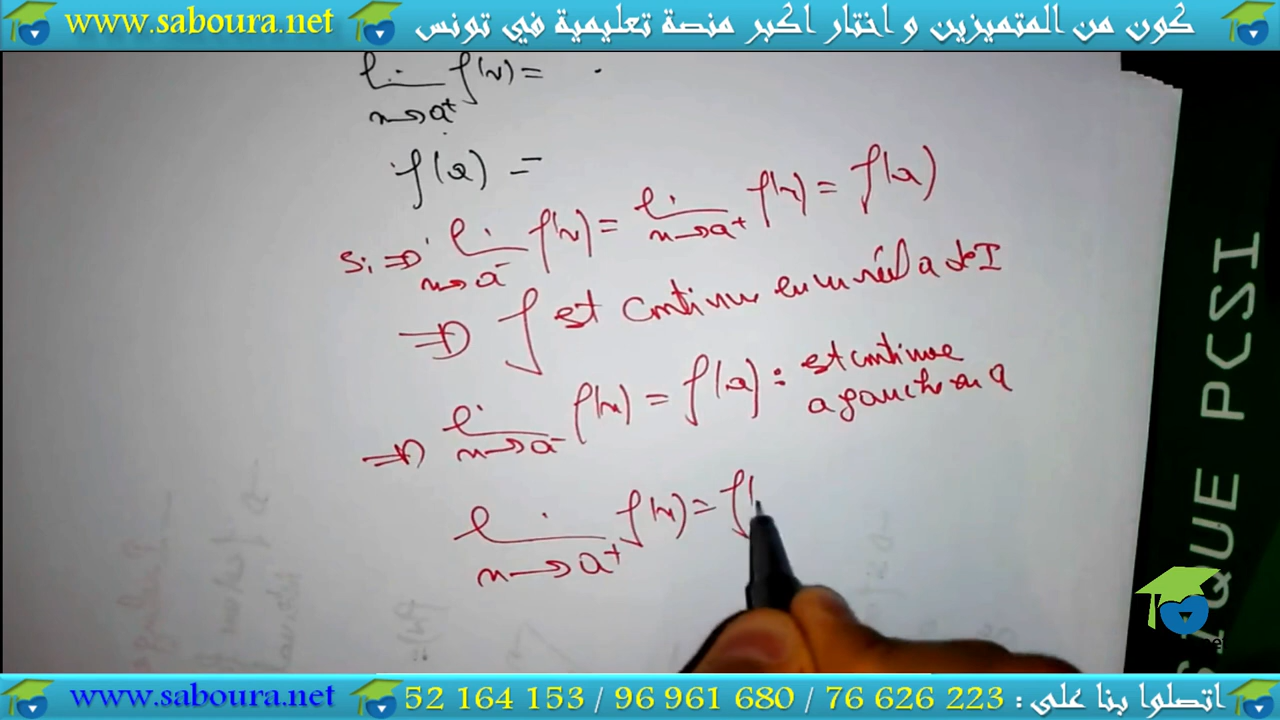 www.saboura.net
كون من المتميزين و اختار اكبر منصة تعليمية في تونس
lim f(x) =
x→a+
f(a) =
Si ⇒ lim f(x) = lim f(x) = f(a)
x→a- x→a+
⇒ f est continue en un réel a de I
⇒ lim f(x) = f(a) : est continue
x→a- a gauche en a
lim f(x) = f(
x→a+
SIQUE PCSI
www.saboura.net
52 164 153 / 96 961 680 / 76 626 223 : اتصلوا بنا على